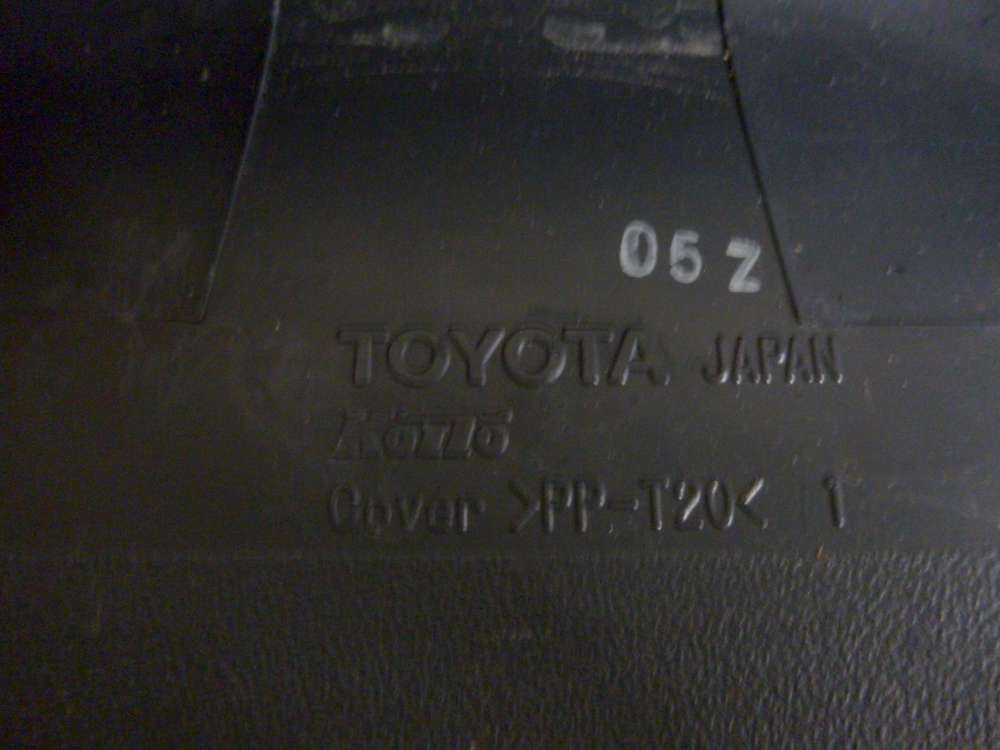 05 Z
TOYOTA JAPAN
Cover >PP-T20< 1